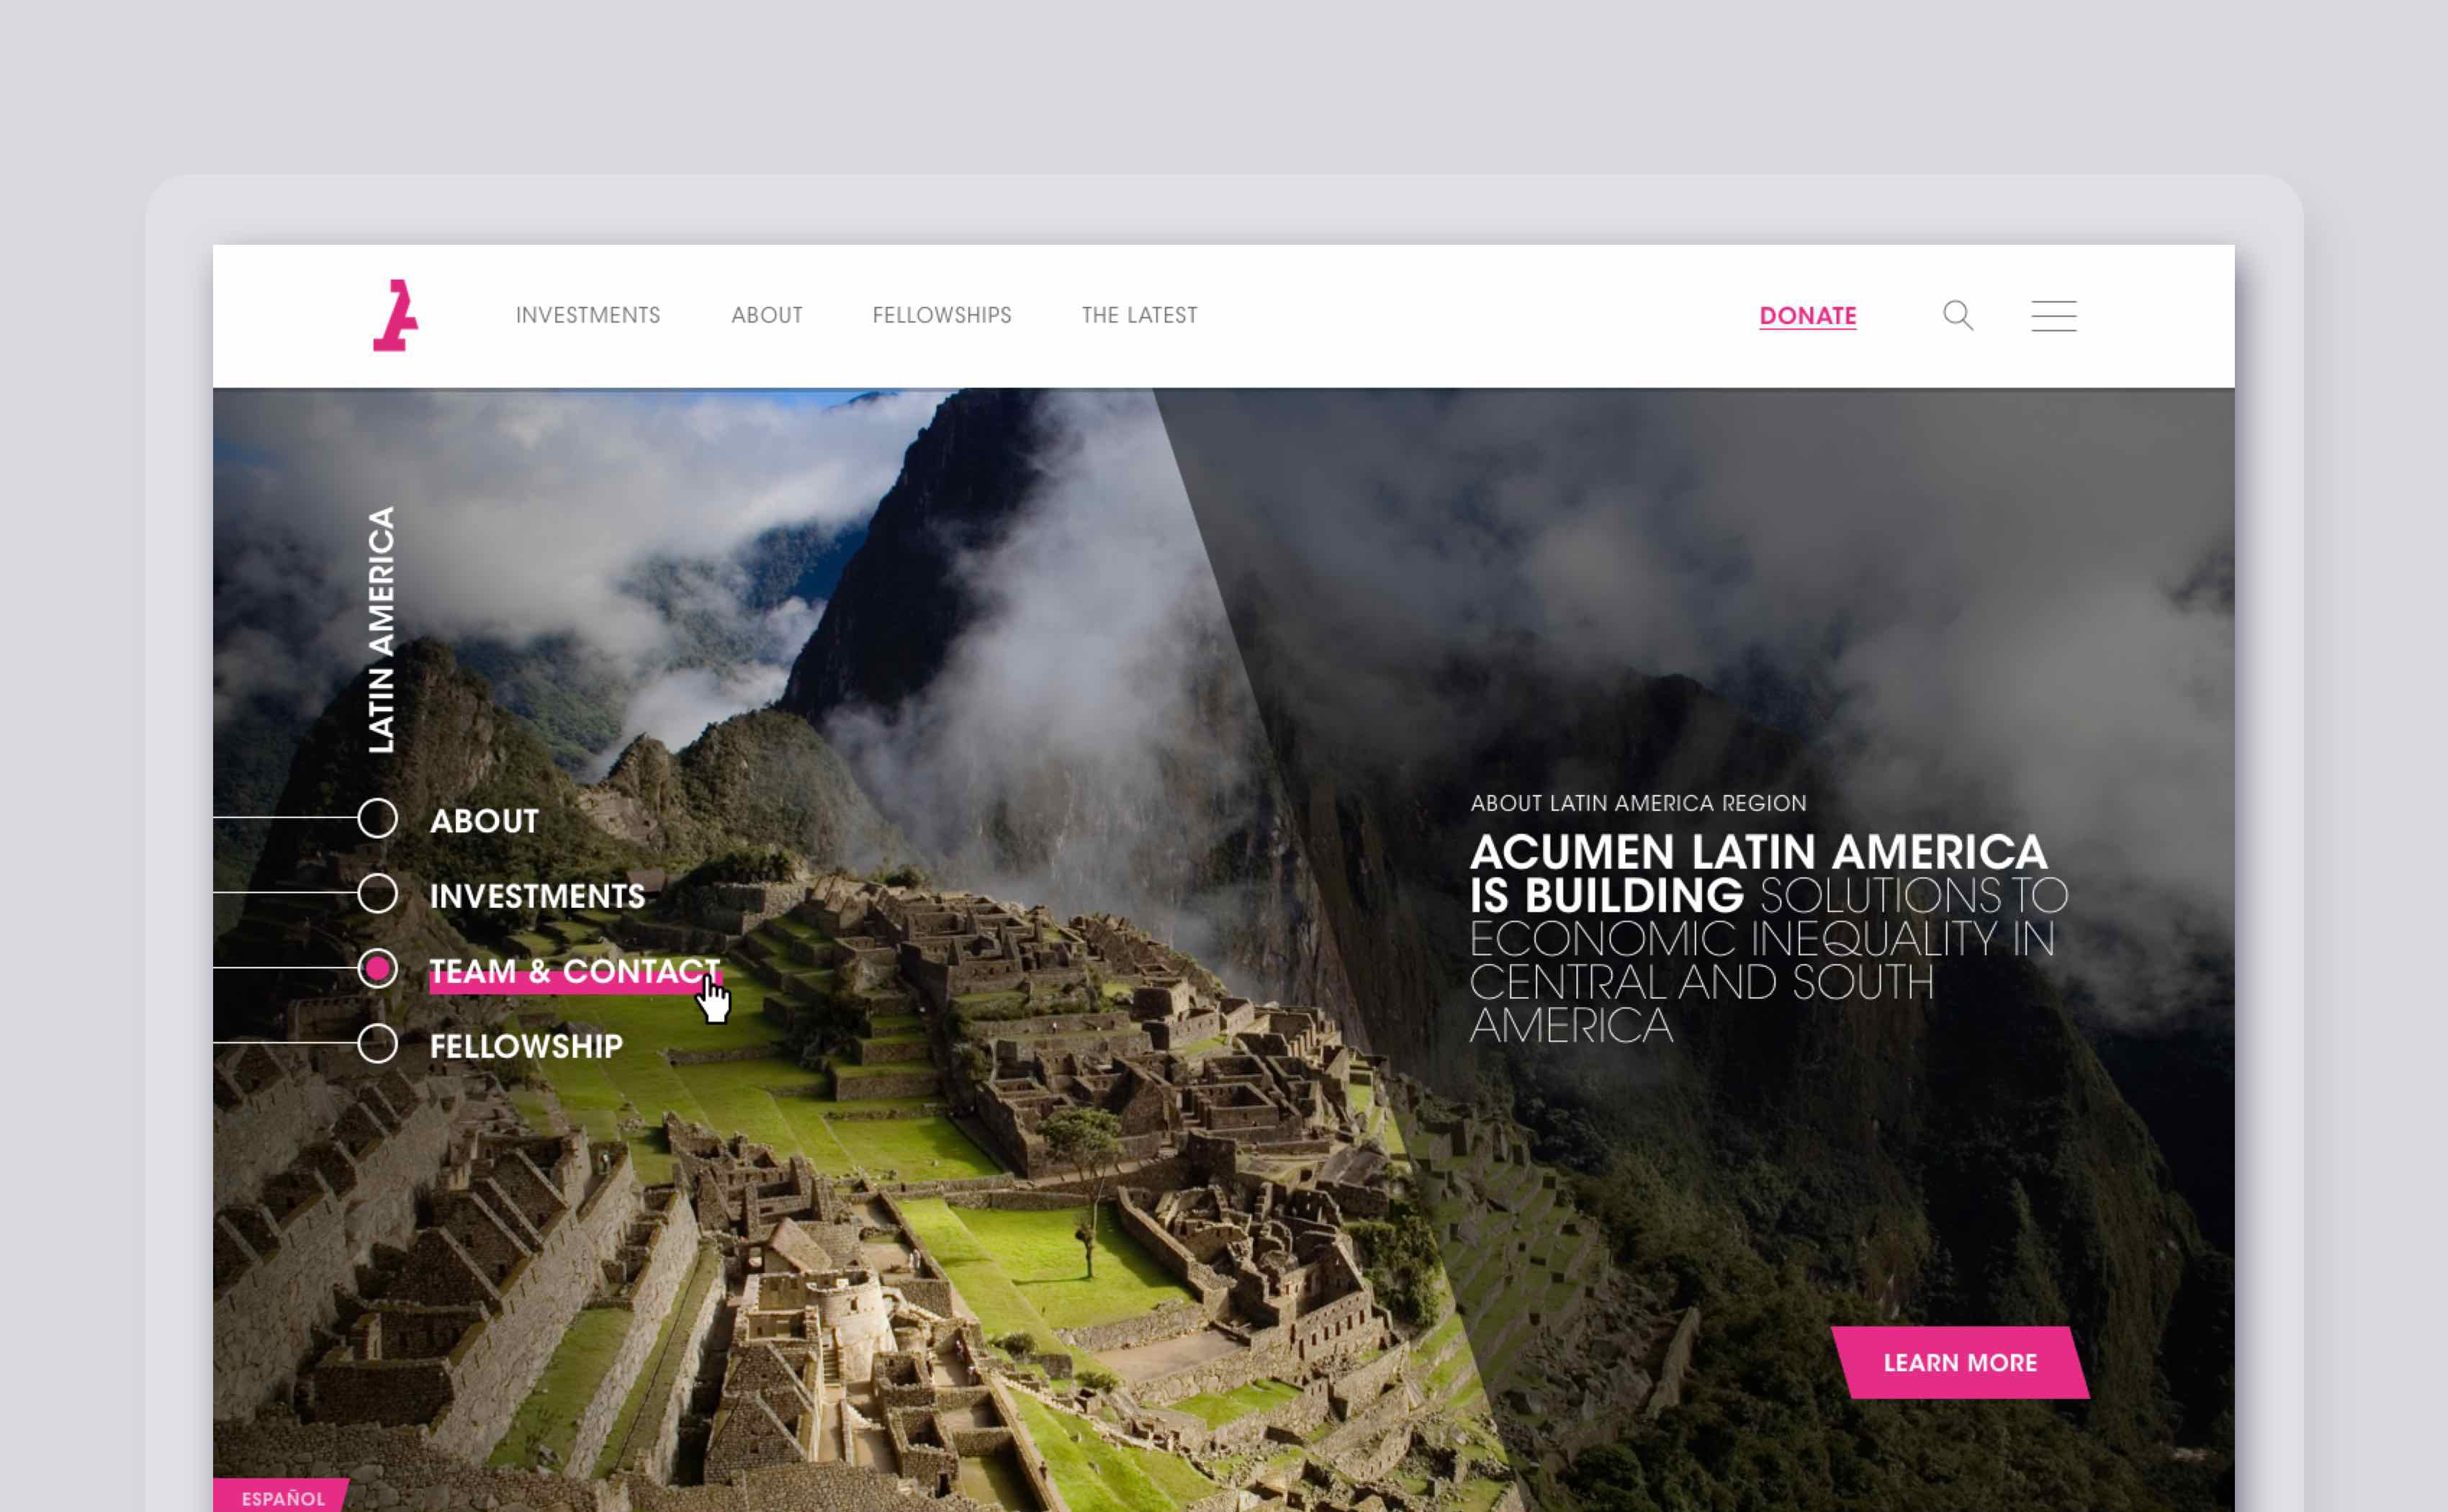 INVESTMENTS
ABOUT
FELLOWSHIPS
THE LATEST
DONATE
LATIN AMERICA
ABOUT
INVESTMENTS
TEAM & CONTACT
FELLOWSHIP
ABOUT LATIN AMERICA REGION
ACUMEN LATIN AMERICA
IS BUILDING SOLUTIONS TO
ECONOMIC INEQUALITY IN
CENTRAL AND SOUTH
AMERICA
LEARN MORE
ESPAÑOL